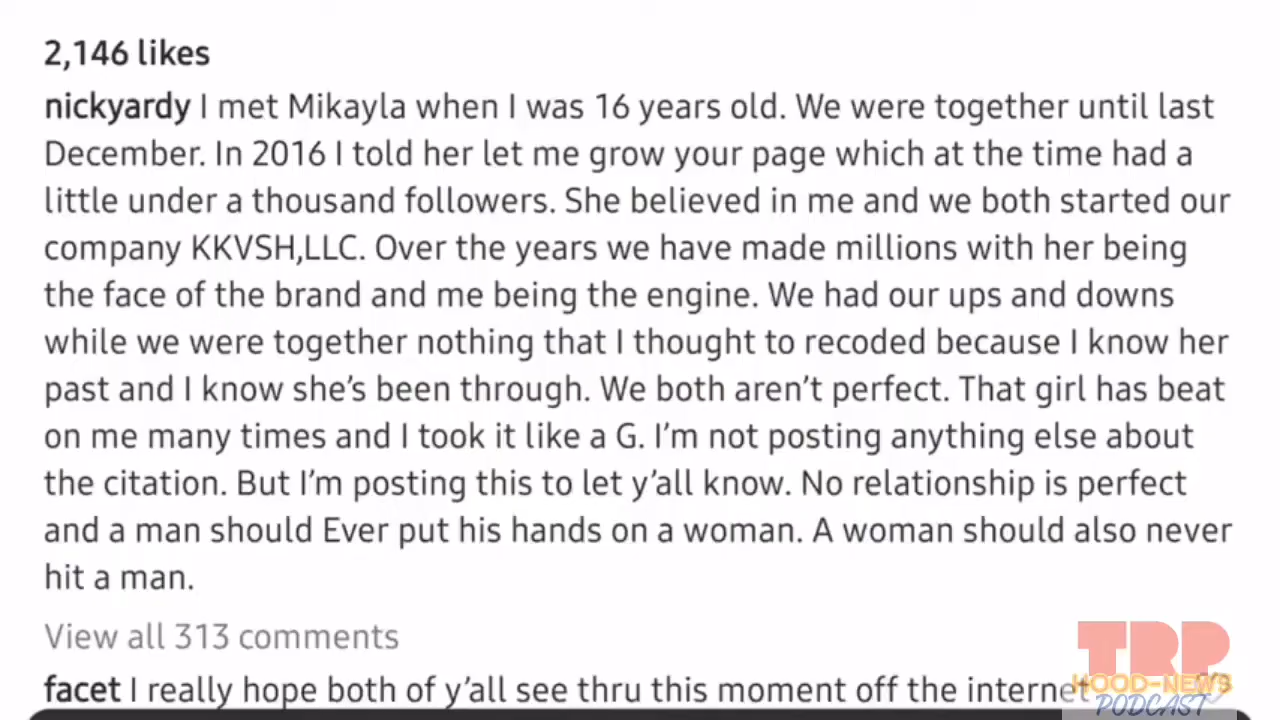 2,146 likes
nickyardy I met Mikayla when I was 16 years old. We were together until last
December. In 2016 I told her let me grow your page which at the time had a
little under a thousand followers. She believed in me and we both started our
company KKVSH,LLC. Over the years we have made millions with her being
the face of the brand and me being the engine. We had our ups and downs
while we were together nothing that I thought to recoded because I know her
past and I know she's been through. We both aren't perfect. That girl has beat
on me many times and I took it like a G. I'm not posting anything else about
the citation. But I'm posting this to let y'all know. No relationship is perfect
and a man should Ever put his hands on a woman. A woman should also never
hit a man.
View all 313 comments
facet I really hope both of y'all see thru this moment off the internet
TRP
HOOD-NEWS
PODCAST